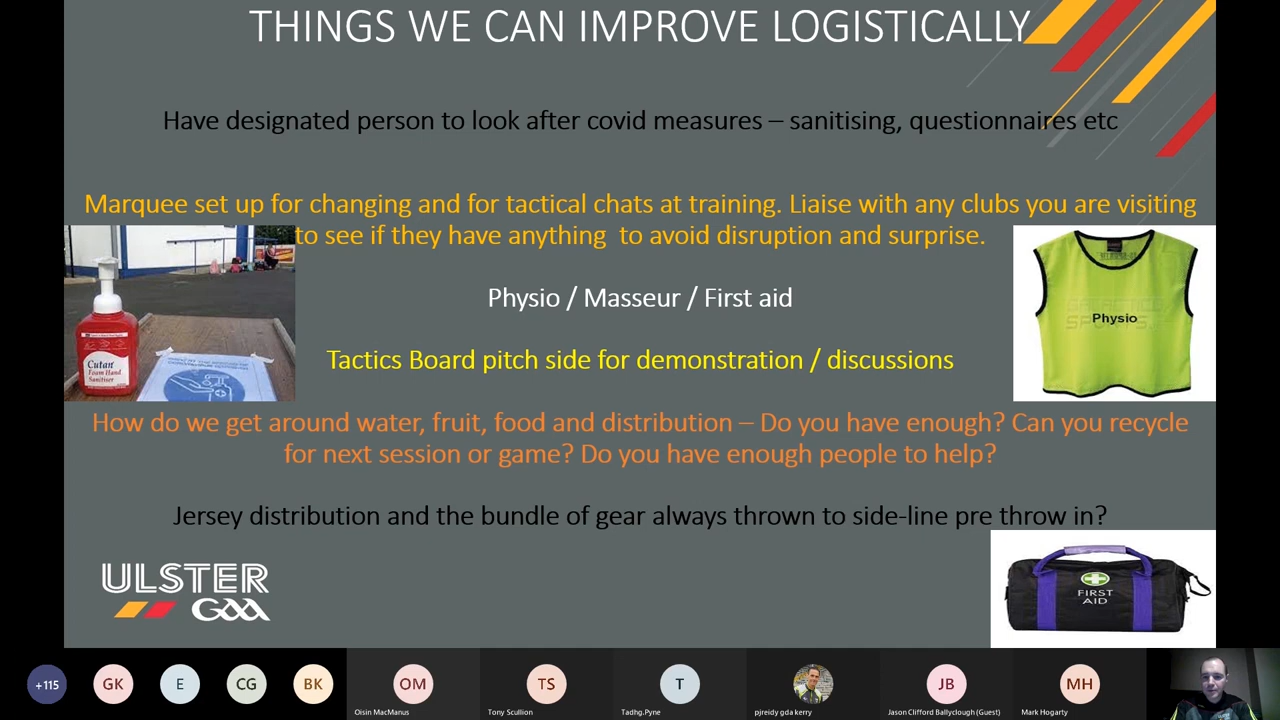 THINGS WE CAN IMPROVE LOGISTICALLY
Have designated person to look after covid measures – sanitising, questionnaires etc
Marquee set up for changing and for tactical chats at training. Liaise with any clubs you are visiting
to see if they have anything to avoid disruption and surprise.
Physio / Masseur / First aid
Cutan
Foam Hand
Sanitiser
Physio
Tactics Board pitch side for demonstration / discussions
How do we get around water, fruit, food and distribution – Do you have enough? Can you recycle
for next session or game? Do you have enough people to help?
Jersey distribution and the bundle of gear always thrown to side-line pre throw in?
ULSTER
GAA
FIRST
AID
+115
GK
E
CG
BK
OM
TS
T
JB
MH
Oisin MacManus
Tony Scullion
Tadhg.Pyne
pjreidy gda kerry
Jason Clifford Ballyclough (Guest)
Mark Hogarty